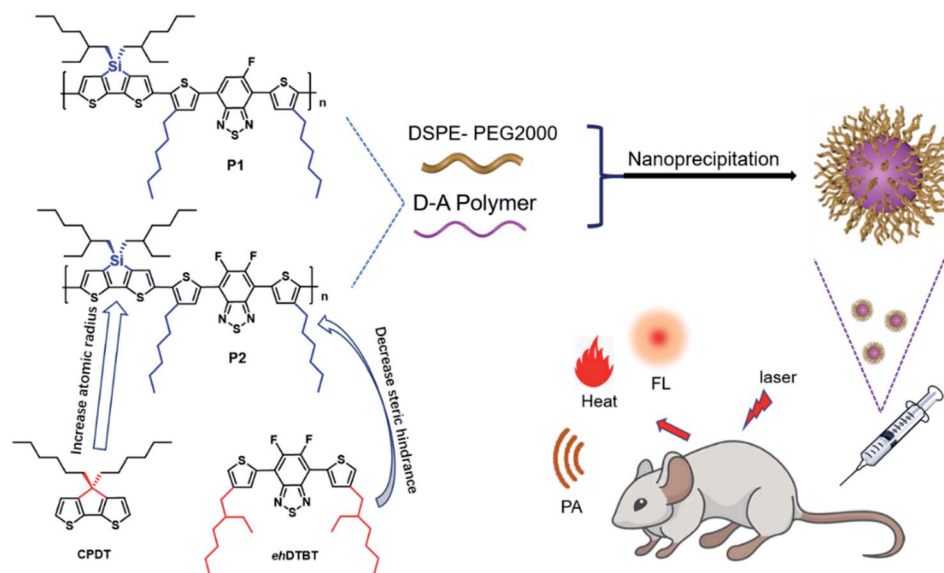 Si
S
S
S
F
S
N
N
S
n
P1
DSPE- PEG2000
D-A Polymer
Nanoprecipitation
Si
S
S
S
F
F
S
N
N
S
n
P2
Increase atomic radius
Decrease steric hindrance
S
S
CPDT
F
F
S
S
N
N
S
ehDTBT
Heat
FL
laser
PA